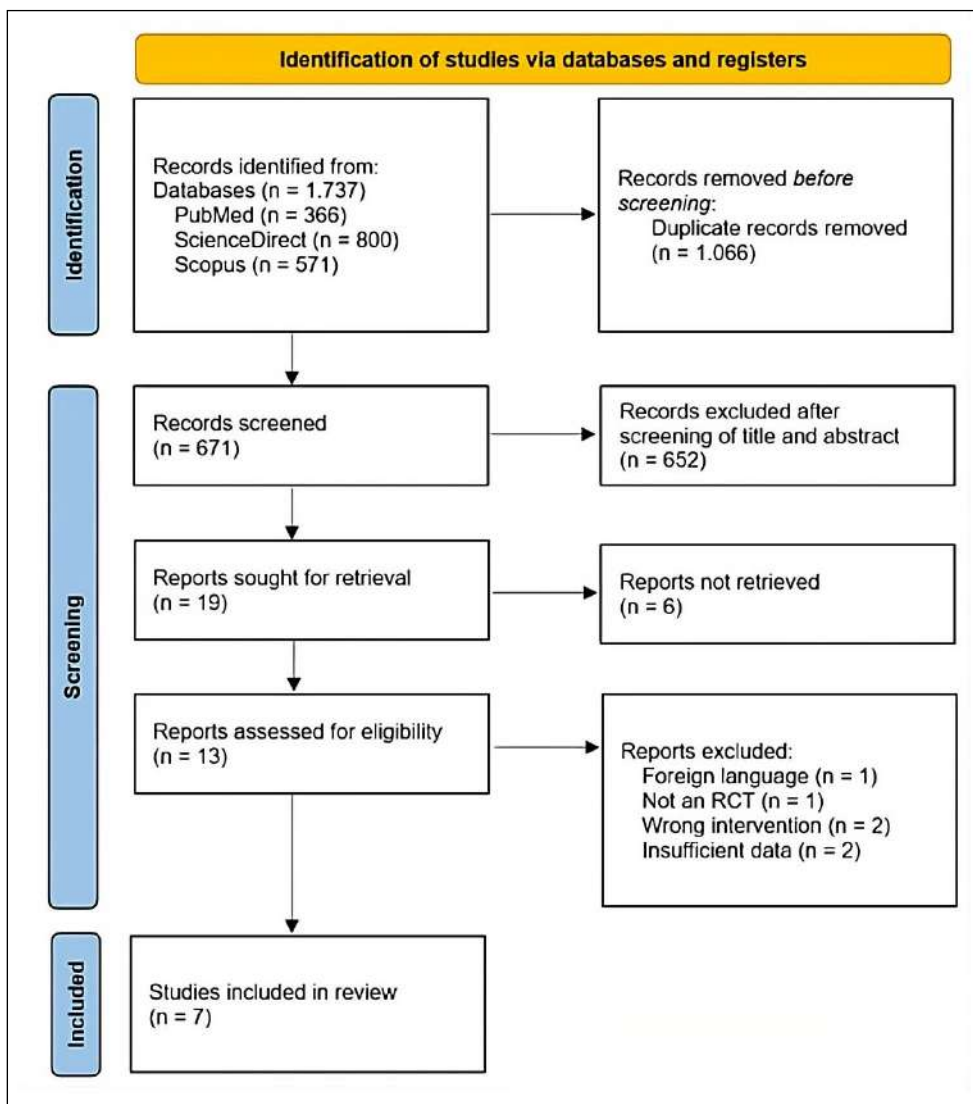 Identification of studies via databases and registers
Identification
Records identified from:
Databases (n = 1.737)
PubMed (n = 366)
ScienceDirect (n = 800)
Scopus (n = 571)
Records removed before
screening:
Duplicate records removed
(n = 1.066)
Screening
Records screened
(n = 671)
Records excluded after
screening of title and abstract
(n = 652)
Reports sought for retrieval
(n = 19)
Reports not retrieved
(n = 6)
Reports assessed for eligibility
(n = 13)
Reports excluded:
Foreign language (n = 1)
Not an RCT (n = 1)
Wrong intervention (n = 2)
Insufficient data (n = 2)
Included
Studies included in review
(n = 7)